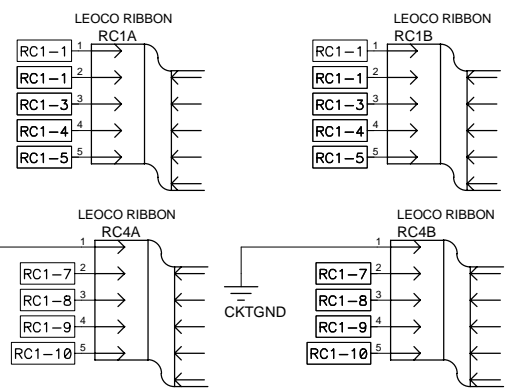 LEOCO RIBBON
RC1A
RC1-1 1
RC1-1 2
RC1-3 3
RC1-4 4
RC1-5 5
LEOCO RIBBON
RC1B
RC1-1 1
RC1-1 2
RC1-3 3
RC1-4 4
RC1-5 5
LEOCO RIBBON
RC4A
1
RC1-7 2
RC1-8 3
RC1-9 4
RC1-10 5
LEOCO RIBBON
RC4B
1
CKTGND
RC1-7 2
RC1-8 3
RC1-9 4
RC1-10 5